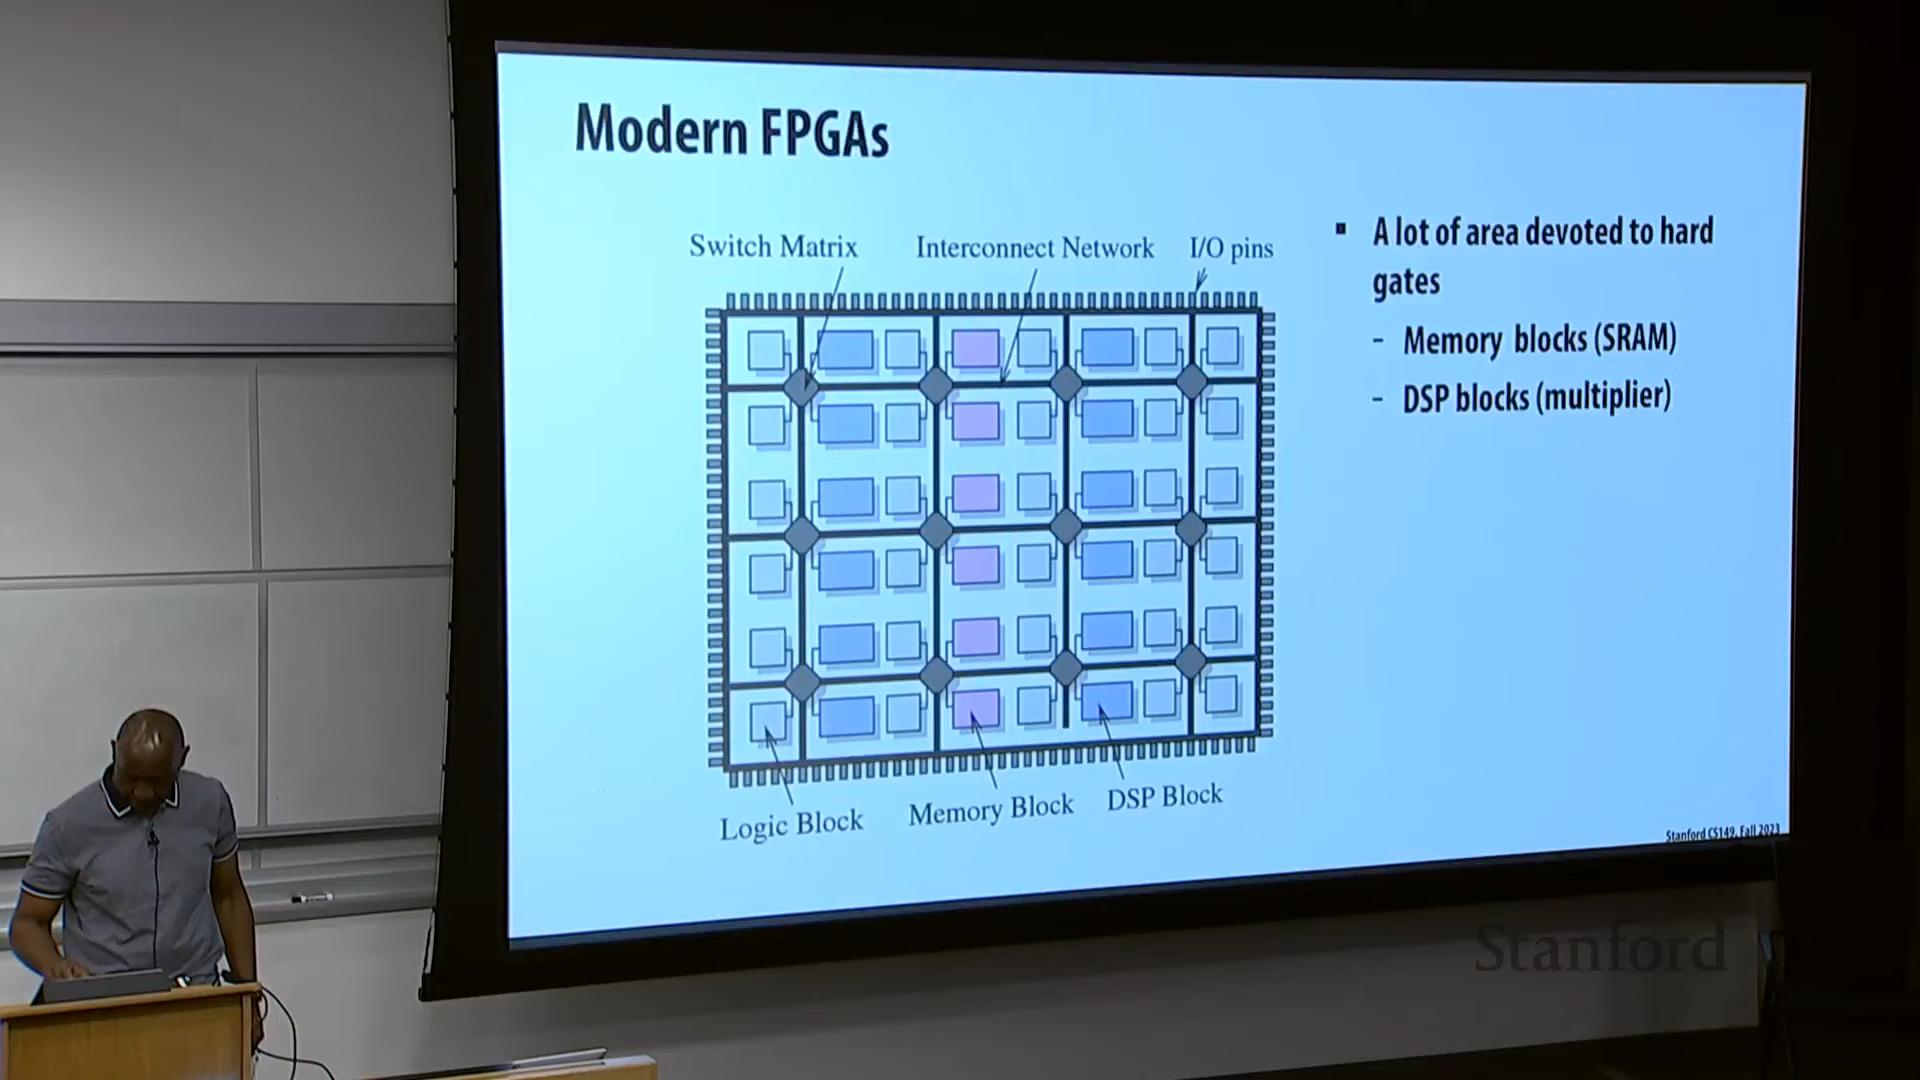 Modern FPGAs
Switch Matrix
Interconnect Network
I/O pins
Logic Block
Memory Block
DSP Block
▪ A lot of area devoted to hard
gates
- Memory blocks (SRAM)
- DSP blocks (multiplier)
Stanford CS149, Fall 2023
Stanford